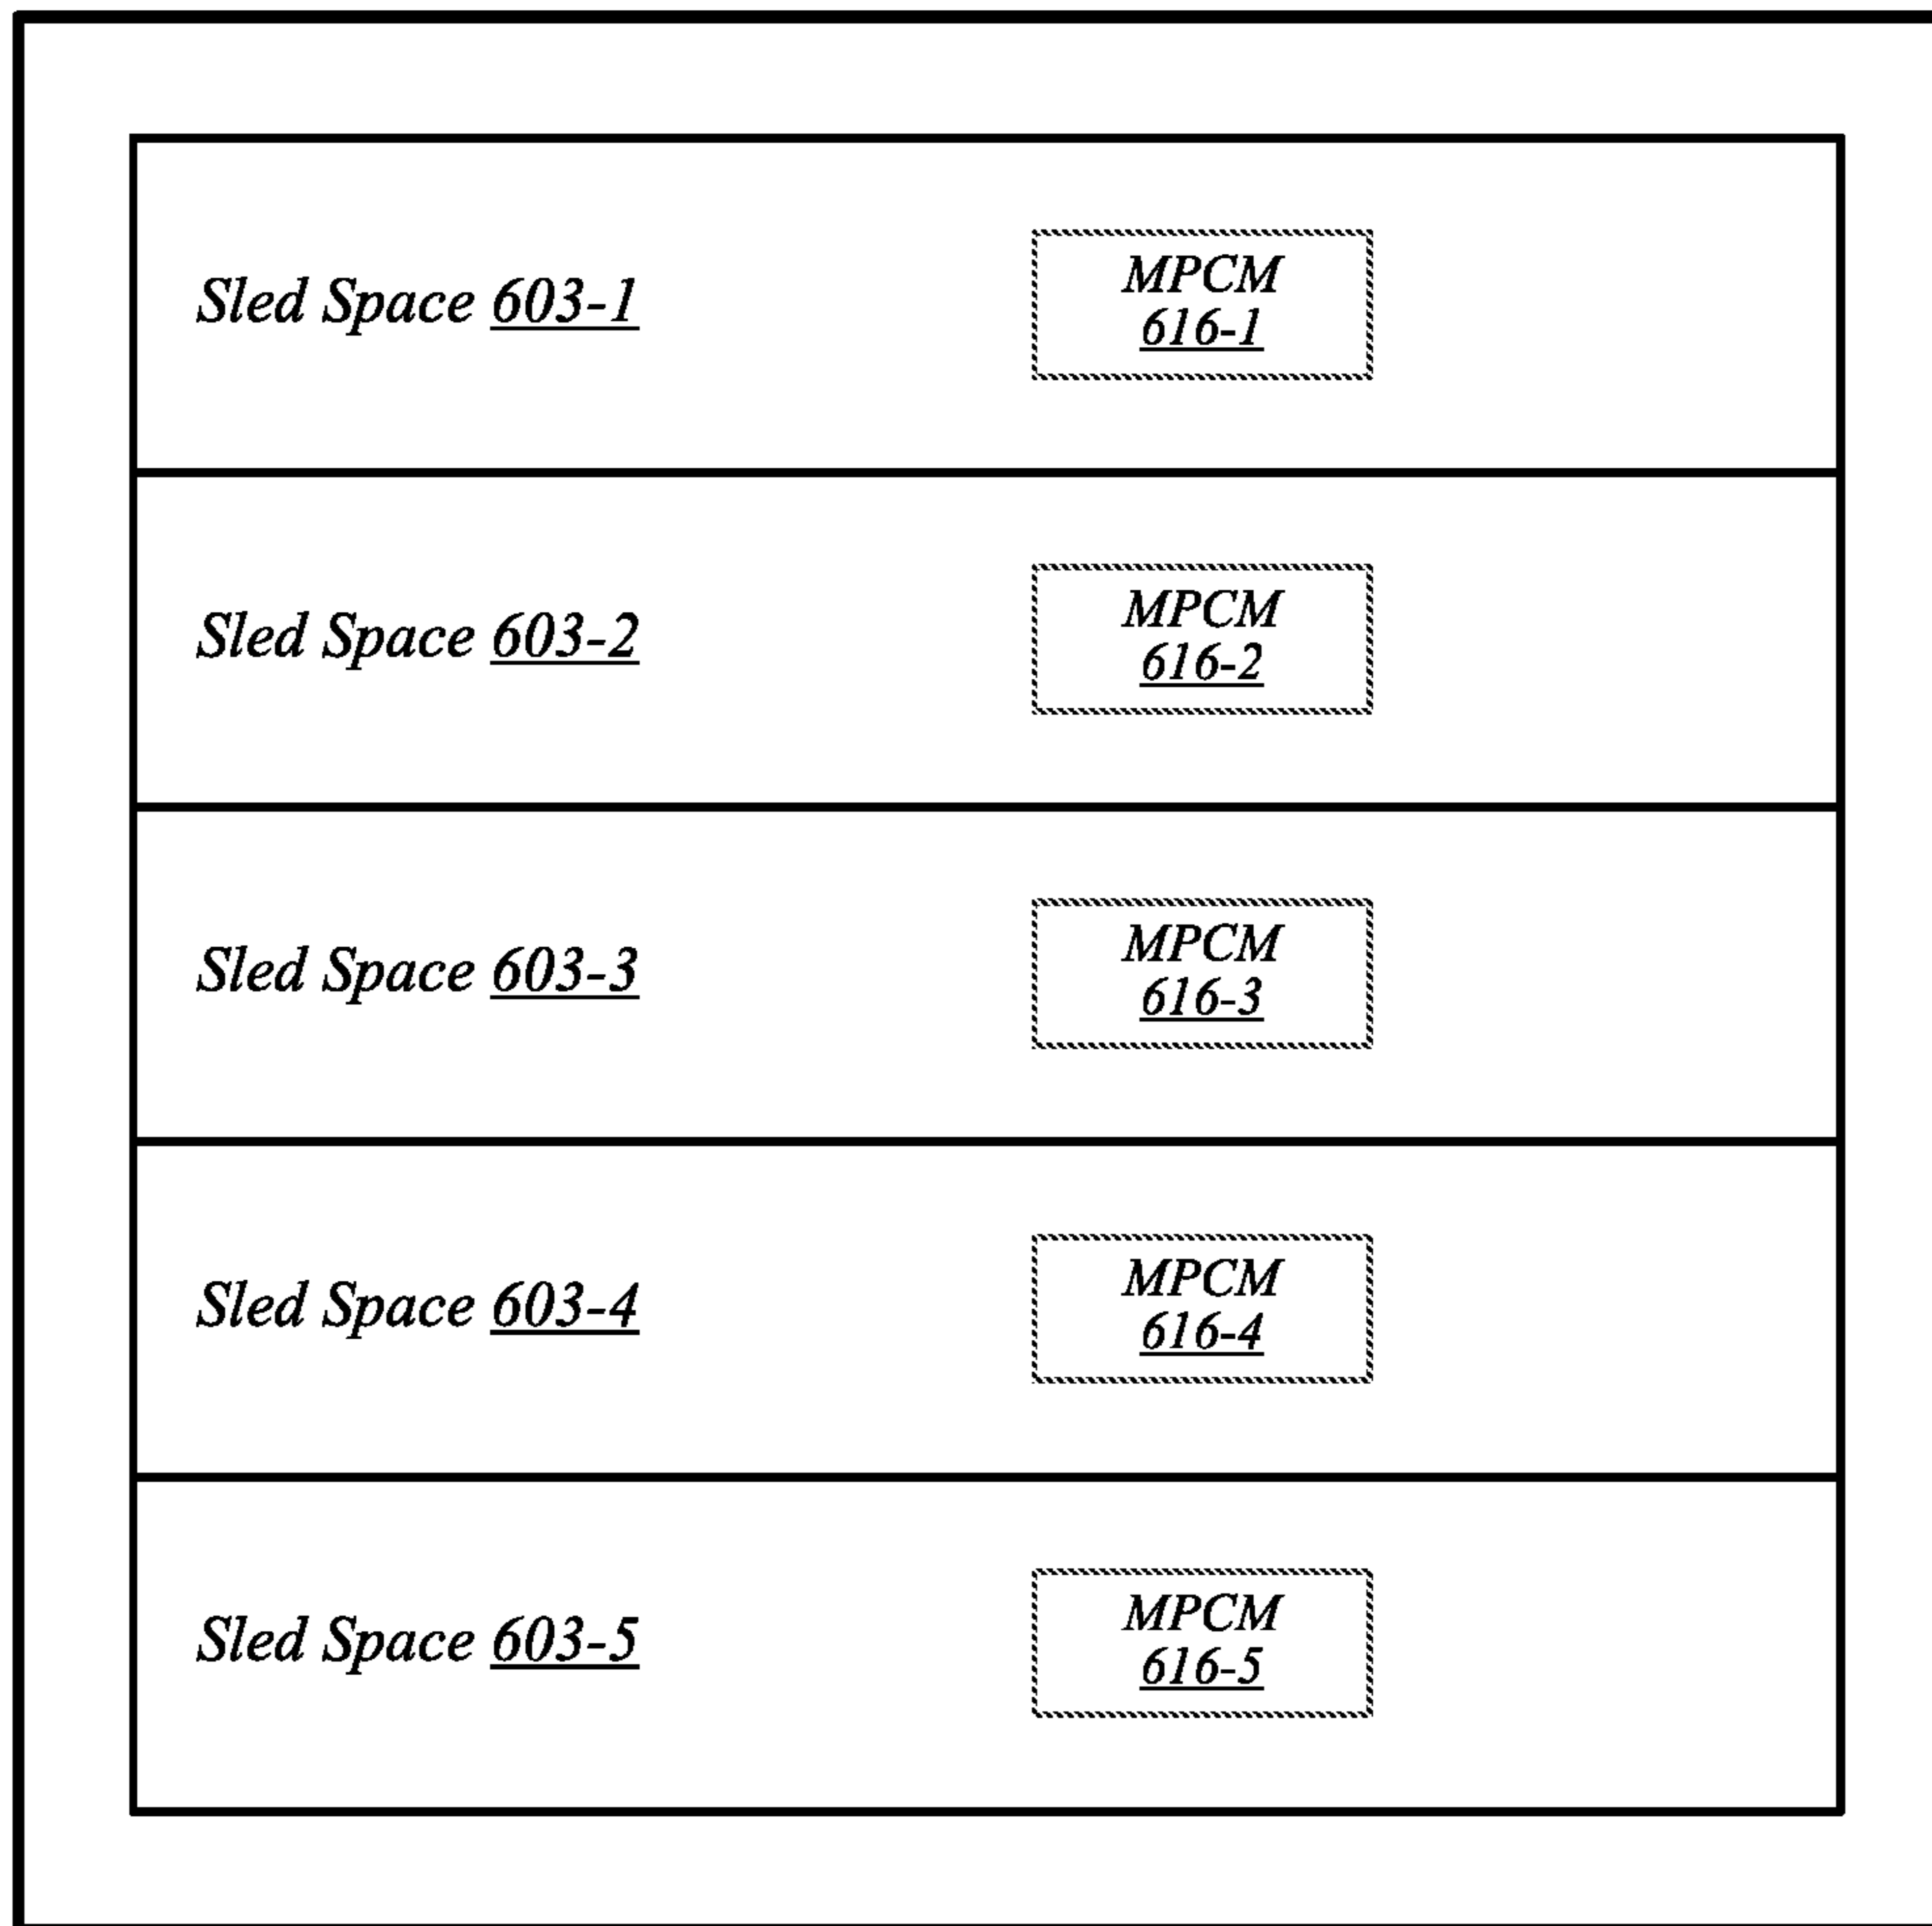 Sled Space 603-1
MPCM
616-1
Sled Space 603-2
MPCM
616-2
Sled Space 603-3
MPCM
616-3
Sled Space 603-4
MPCM
616-4
Sled Space 603-5
MPCM
616-5